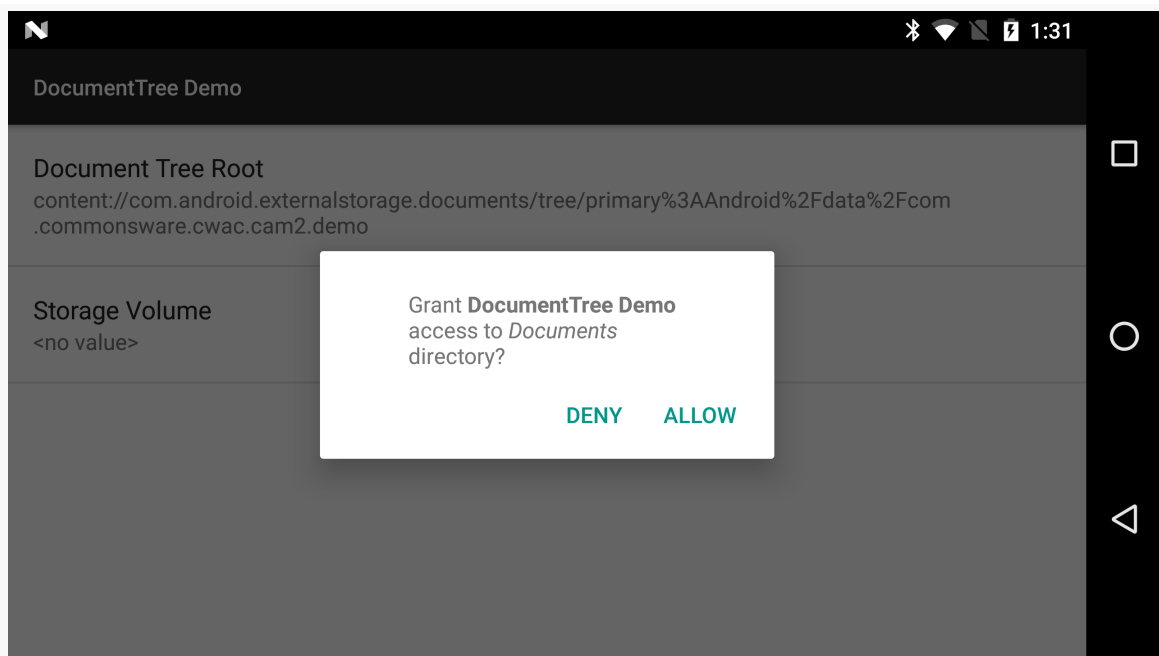 1:31
DocumentTree Demo
Document Tree Root
content://com.android.externalstorage.documents/tree/primary%3AAndroid%2Fdata%2Fcom
.commonsware.cwac.cam2.demo
Storage Volume
<no value>
Grant DocumentTree Demo
access to Documents
directory?
DENY ALLOW